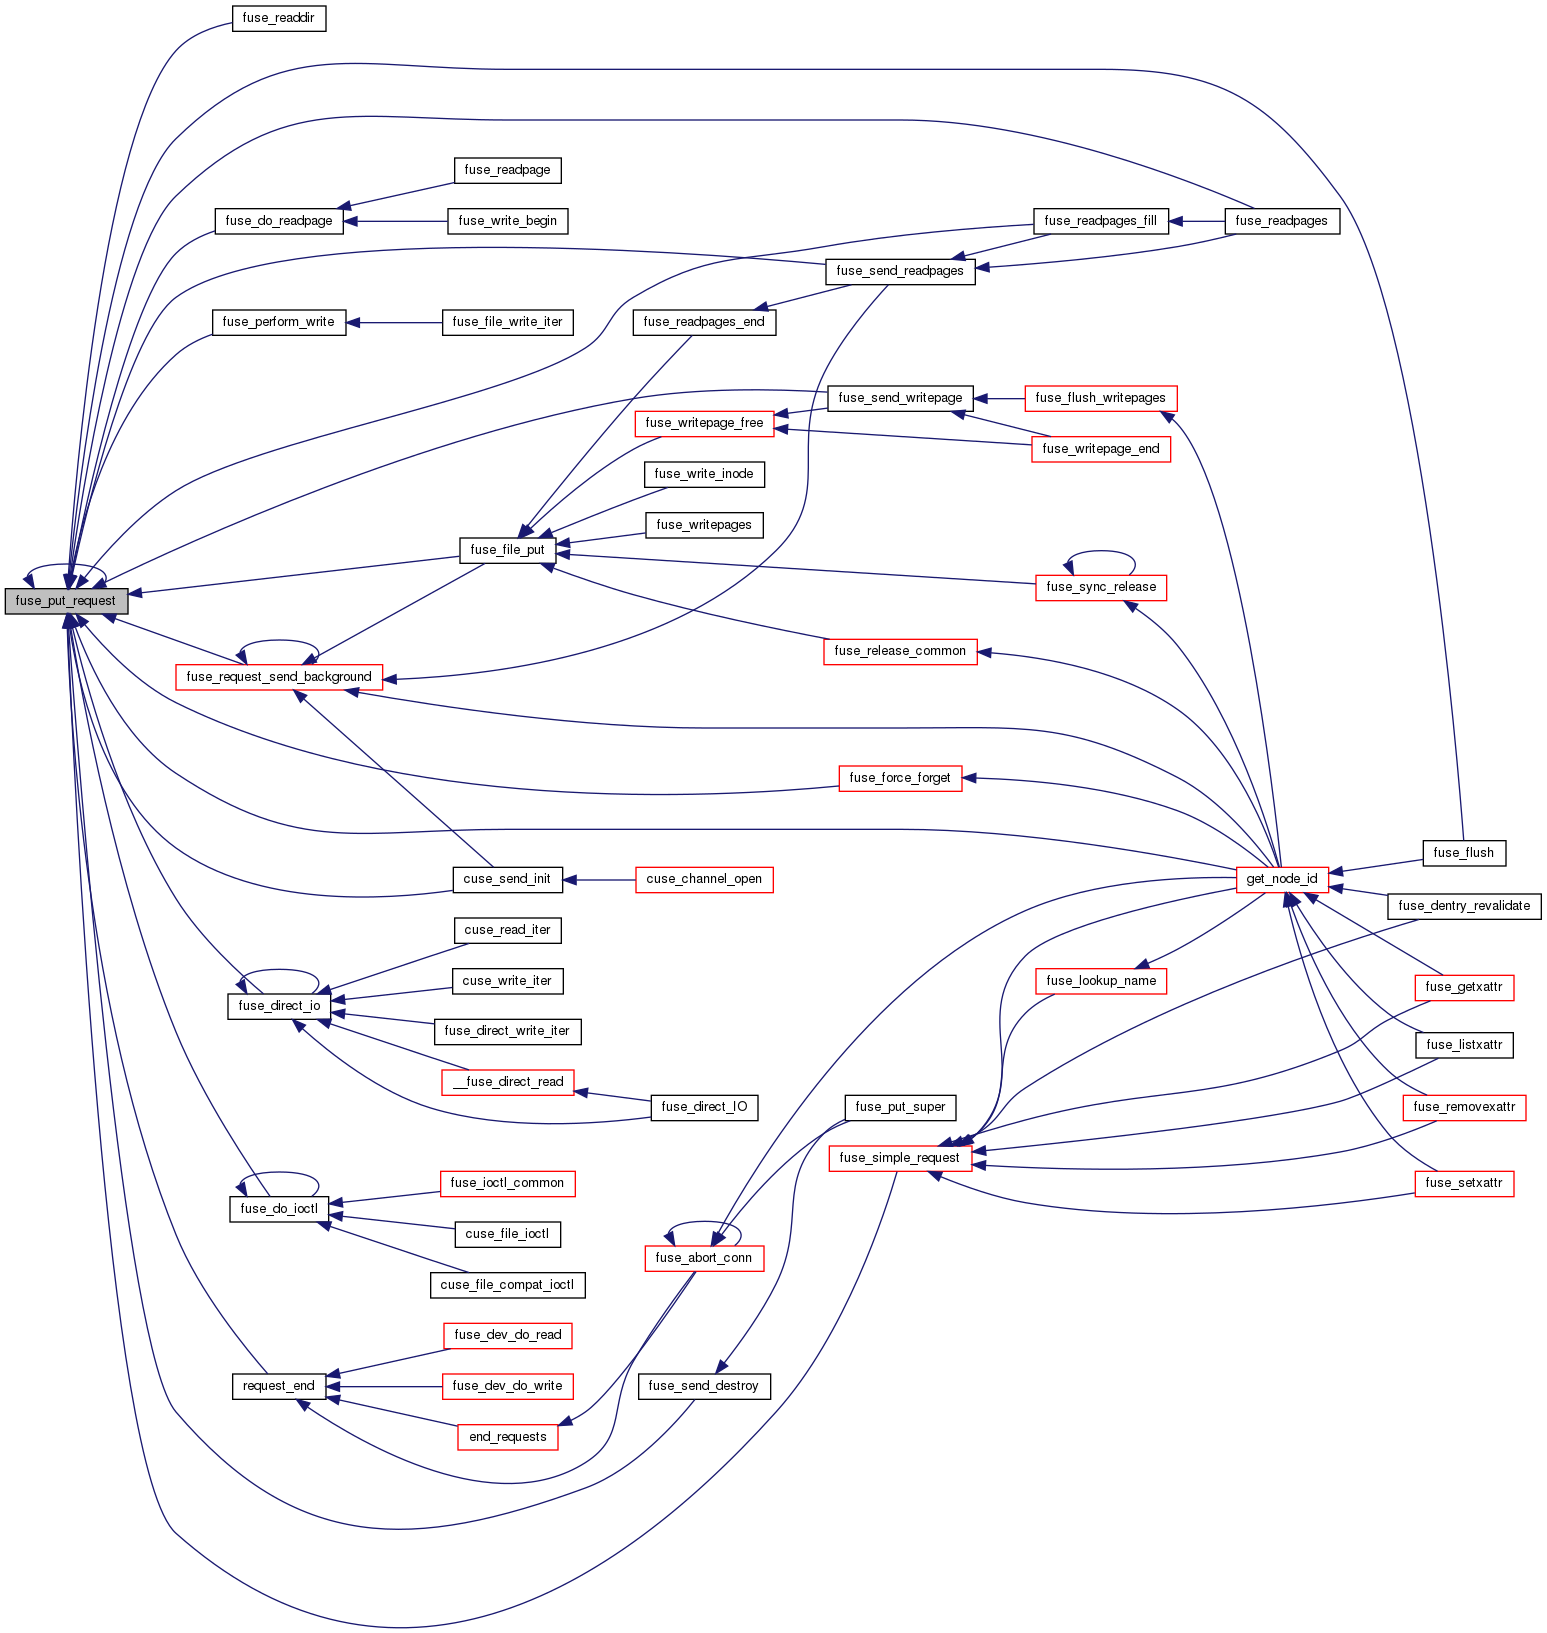 fuse_readdir
fuse_readpage
fuse_do_readpage
fuse_write_begin
fuse_readpages_fill
fuse_readpages
fuse_send_readpages
fuse_perform_write
fuse_file_write_iter
fuse_readpages_end
fuse_send_writepage
fuse_flush_writepages
fuse_writepage_free
fuse_writepage_end
fuse_write_inode
fuse_writepages
fuse_file_put
fuse_sync_release
fuse_put_request
fuse_release_common
fuse_request_send_background
fuse_force_forget
fuse_flush
cuse_send_init
cuse_channel_open
get_node_id
fuse_dentry_revalidate
cuse_read_iter
cuse_write_iter
fuse_lookup_name
fuse_getxattr
fuse_direct_io
fuse_direct_write_iter
fuse_listxattr
__fuse_direct_read
fuse_direct_IO
fuse_put_super
fuse_removexattr
fuse_simple_request
fuse_ioctl_common
fuse_setxattr
fuse_do_ioctl
cuse_file_ioctl
fuse_abort_conn
cuse_file_compat_ioctl
fuse_dev_do_read
request_end
fuse_dev_do_write
fuse_send_destroy
end_requests